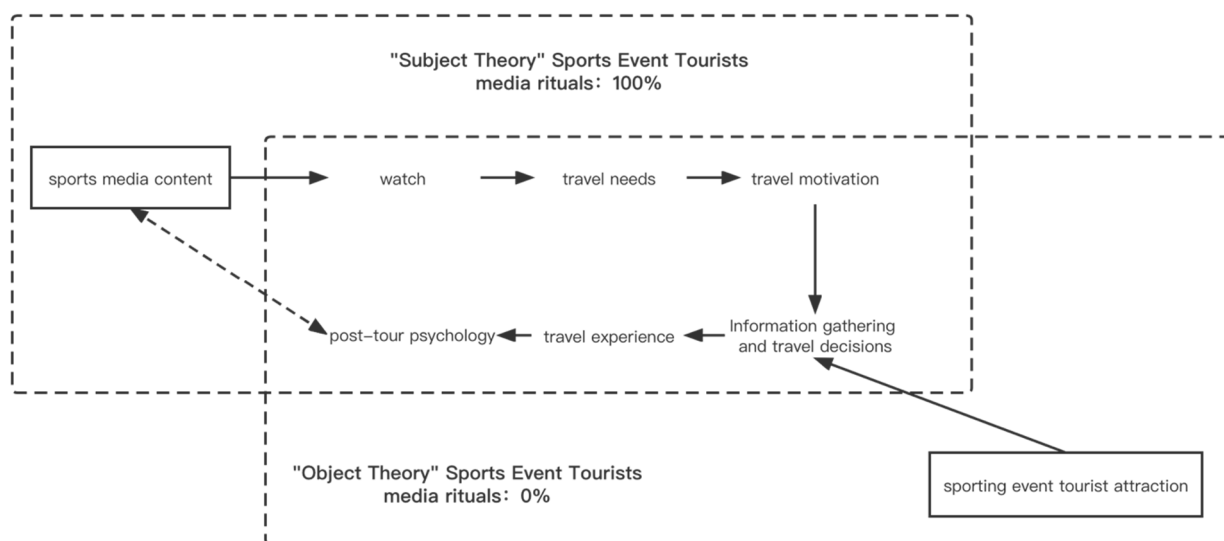 "Subject Theory" Sports Event Tourists
media rituals: 100%
sports media content
watch
travel needs
travel motivation
post-tour psychology
travel experience
Information gathering
and travel decisions
"Object Theory" Sports Event Tourists
media rituals: 0%
sporting event tourist attraction